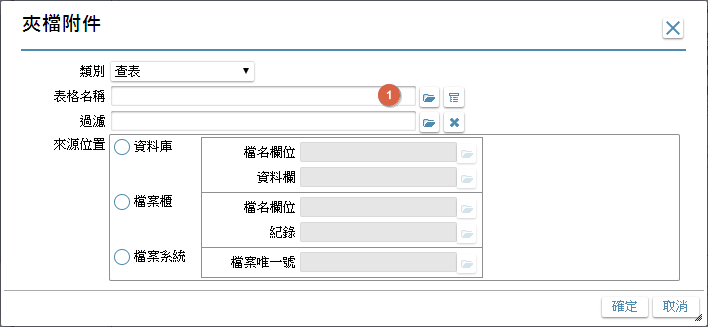 夾檔附件
類別 查表
表格名稱 1
過濾
來源位置 資料庫 檔名欄位
資料欄
檔案櫃 檔名欄位
紀錄
檔案系統 檔案唯一號
確定 取消